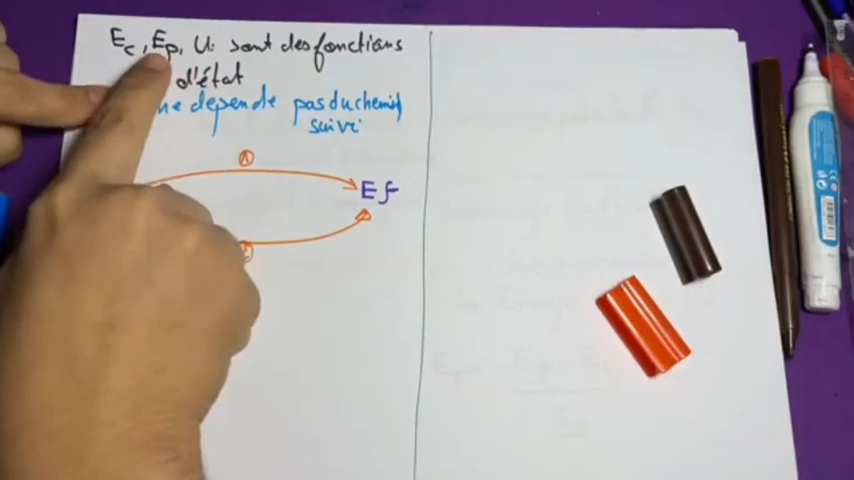 Ec, Ep, U: sont des fonctions
d'état
ne depende pas du chemin
suivi
1
Ef
2